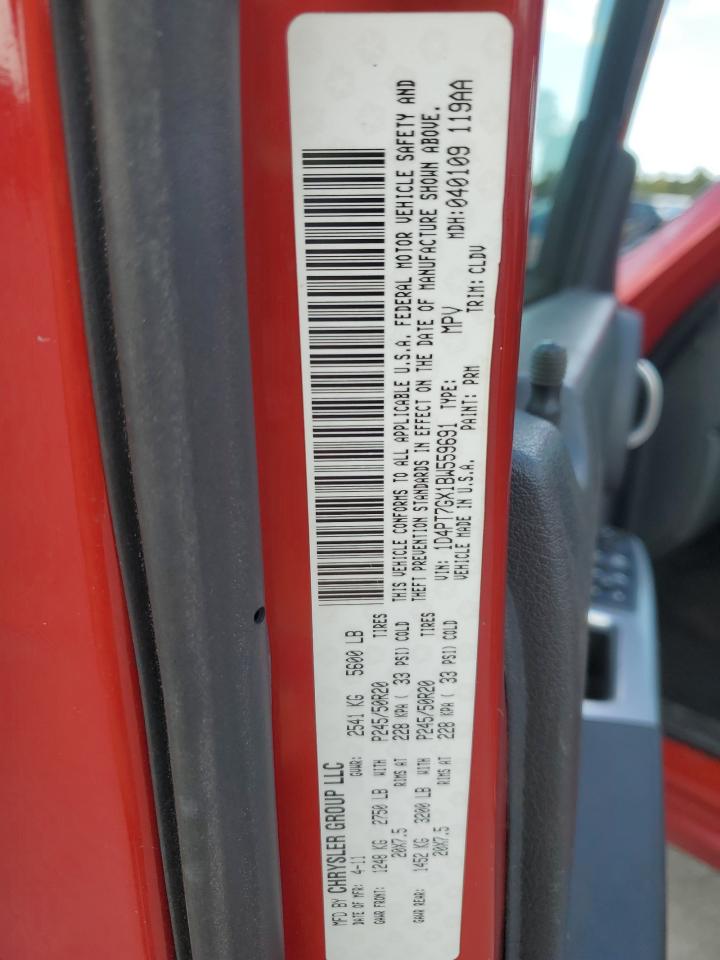 MFD BY CHRYSLER GROUP LLC
DATE OF MFR: 4-11 GVWR: 2541 KG 5600 LB
GAWR FRONT: 1248 KG 2750 LB WITH P245/50R20 TIRES
20X7.5 RIMS AT 228 KPA ( 33 PSI) COLD
GAWR REAR: 1452 KG 3200 LB WITH P245/50R20 TIRES
20X7.5 RIMS AT 228 KPA ( 33 PSI) COLD
THIS VEHICLE CONFORMS TO ALL APPLICABLE U.S.A. FEDERAL MOTOR VEHICLE SAFETY AND
THEFT PREVENTION STANDARDS IN EFFECT ON THE DATE OF MANUFACTURE SHOWN ABOVE.
VIN: 1D4PT7GX1BW559691 TYPE: MPV MDH:040109 119AA
VEHICLE MADE IN U.S.A. PAINT: PRM TRIM: CLDV